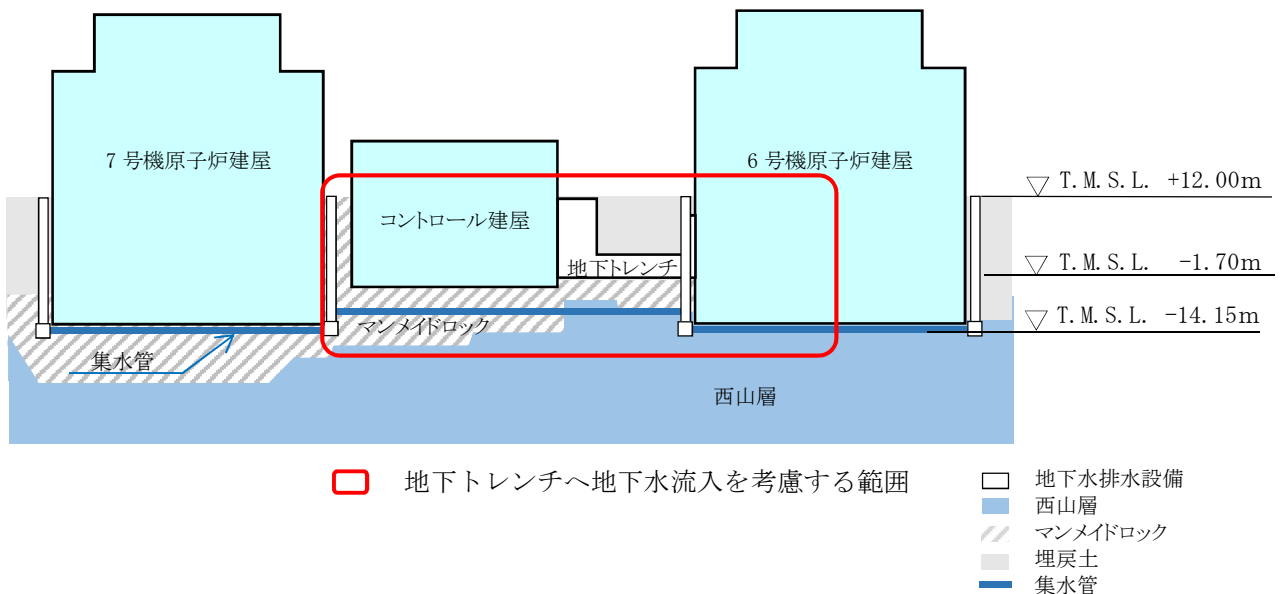 7 号機原子炉建屋
6 号機原子炉建屋
コントロール建屋
地下トレンチ
T.M.S.L. +12.00m
T.M.S.L. -1.70m
T.M.S.L. -14.15m
マンメイドロック
集水管
西山層
地下トレンチへ地下水流入を考慮する範囲
地下水排水設備
西山層
マンメイドロック
埋戻土
集水管